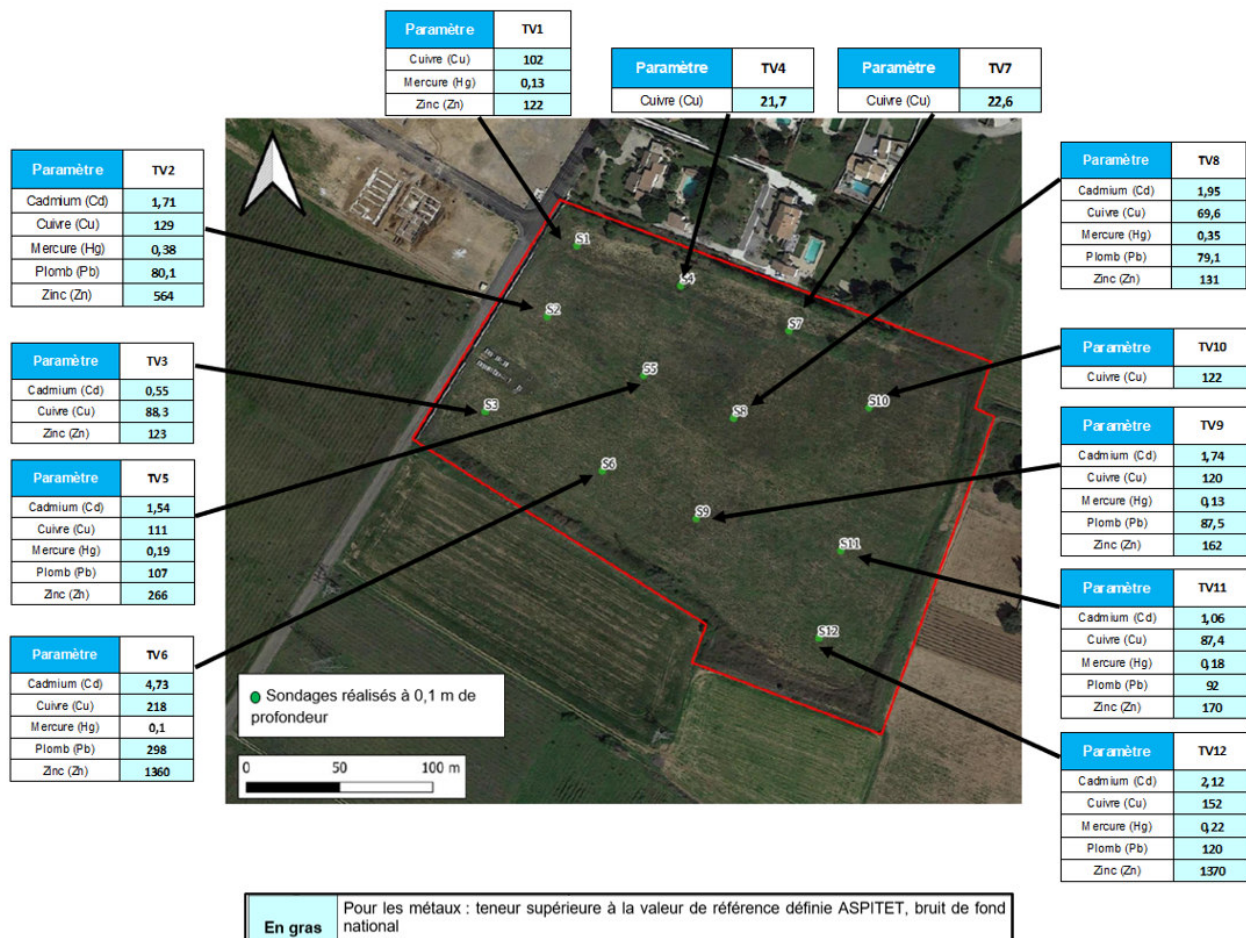 Paramètre TV1
Cuivre (Cu) 102
Mercure (Hg) 0,13
Zinc (Zn) 122
Paramètre TV4
Cuivre (Cu) 21,7
Paramètre TV7
Cuivre (Cu) 22,6
Paramètre TV2
Cadmium (Cd) 1,71
Cuivre (Cu) 129
Mercure (Hg) 0,38
Plomb (Pb) 80,1
Zinc (Zn) 564
Paramètre TV3
Cadmium (Cd) 0,55
Cuivre (Cu) 88,3
Zinc (Zn) 123
Paramètre TV5
Cadmium (Cd) 1,54
Cuivre (Cu) 111
Mercure (Hg) 0,19
Plomb (Pb) 107
Zinc (Zn) 266
Paramètre TV6
Cadmium (Cd) 4,73
Cuivre (Cu) 218
Mercure (Hg) 0,1
Plomb (Pb) 298
Zinc (Zn) 1360
S1
S4
S7
S2
S5
S3
S8
S10
S6
S9
S11
S12
Sondages réalisés à 0,1 m de
profondeur
0 50 100 m
Paramètre TV8
Cadmium (Cd) 1,95
Cuivre (Cu) 69,6
Mercure (Hg) 0,35
Plomb (Pb) 79,1
Zinc (Zn) 131
Paramètre TV10
Cuivre (Cu) 122
Paramètre TV9
Cadmium (Cd) 1,74
Cuivre (Cu) 120
Mercure (Hg) 0,13
Plomb (Pb) 87,5
Zinc (Zn) 162
Paramètre TV11
Cadmium (Cd) 1,06
Cuivre (Cu) 87,4
Mercure (Hg) 0,18
Plomb (Pb) 92
Zinc (Zn) 170
Paramètre TV12
Cadmium (Cd) 2,12
Cuivre (Cu) 152
Mercure (Hg) 0,22
Plomb (Pb) 120
Zinc (Zn) 1370
En gras
Pour les métaux : teneur supérieure à la valeur de référence définie ASPITET, bruit de fond
national